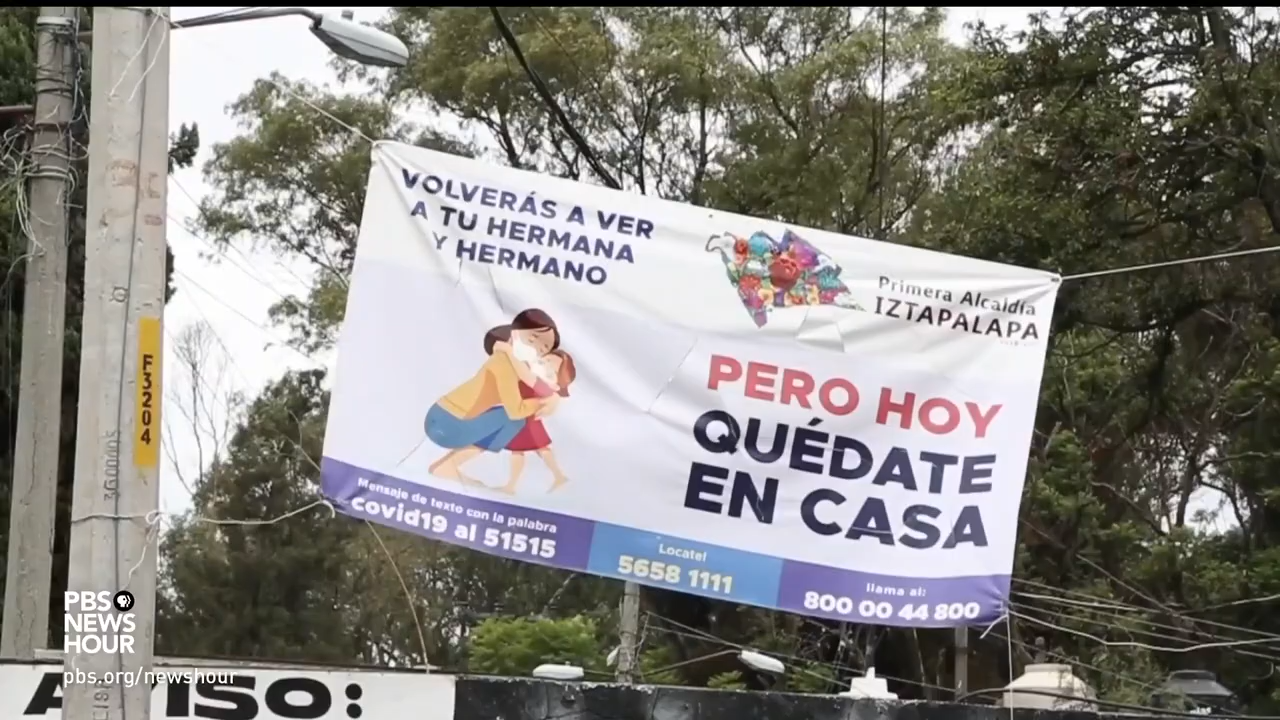 VOLVERÁS A VER
A TU HERMANA
Y HERMANO
Primera Alcaldía
IZTAPALAPA
PERO HOY
QUÉDATE
EN CASA
Mensaje de texto con la palabra
covid19 al 51515
Locatel
5658 1111
llama al:
800 00 44 800
F3204
PBS
NEWS
HOUR
pbs.org/newshour